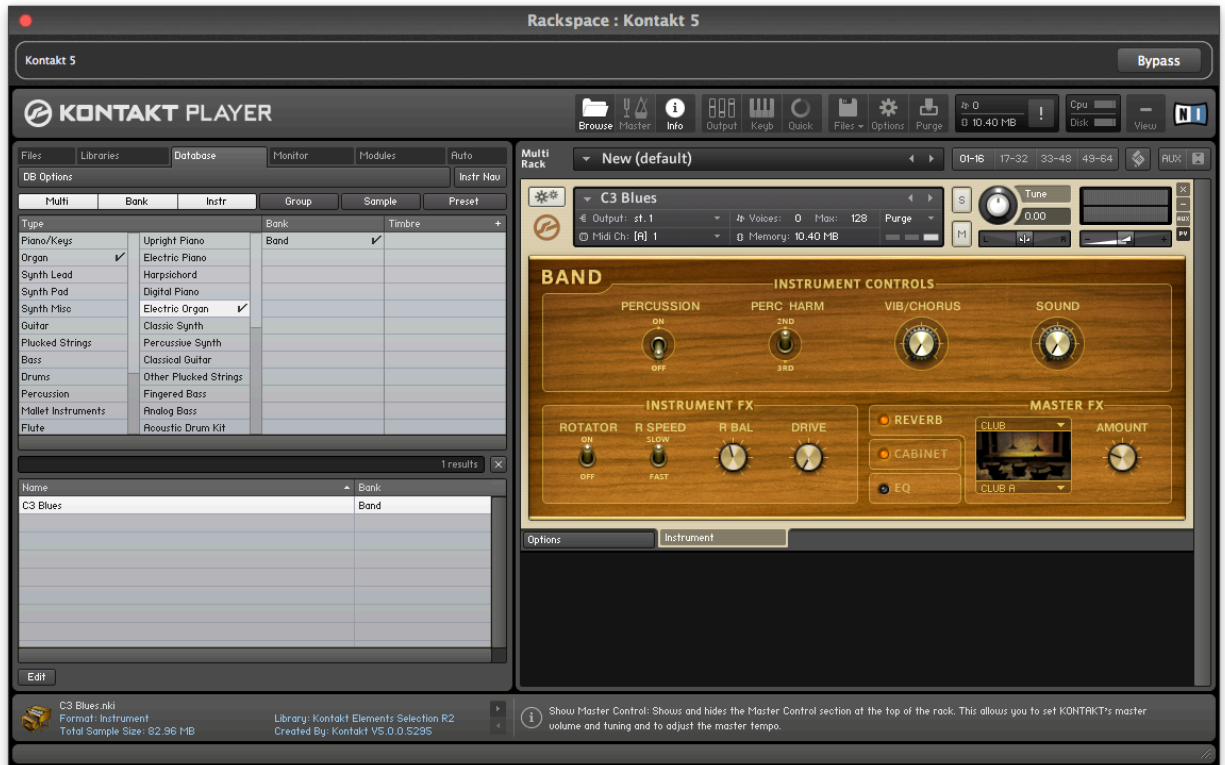 Rackspace : Kontakt 5
Kontakt 5
Bypass
KONTAKT PLAYER
Browse Master Info Output Keyb Quick Files Options Purge
0
10.40 MB
!
Cpu
Disk
View
NI
Files Libraries Database Monitor Modules Auto
DB Options
Instr Nav
Multi Bank Instr Group Sample Preset
Type Bank Timbre +
Piano/Keys Upright Piano Band
Organ Electric Piano
Synth Lead Harpsichord
Synth Pad Digital Piano
Synth Misc Electric Organ
Guitar Classic Synth
Plucked Strings Percussive Synth
Bass Classical Guitar
Drums Other Plucked Strings
Percussion Fingered Bass
Mallet Instruments Analog Bass
Flute Acoustic Drum Kit
1 results
Name Bank
C3 Blues Band
Edit
C3 Blues.nki
Format: Instrument Library: Kontakt Elements Selection R2
Total Sample Size: 82.96 MB Created By: Kontakt V5.0.0.5295
Multi
Rack
New (default)
01-16 17-32 33-48 49-64 AUX
C3 Blues
Output: st.1 Voices: 0 Max: 128 Purge
Midi Ch: [A] 1 Memory: 10.40 MB
S
M
Tune
0.00
L R
- +
AUX
PV
BAND
INSTRUMENT CONTROLS
PERCUSSION PERC HARM VIB/CHORUS SOUND
ON 2ND
OFF 3RD
INSTRUMENT FX
MASTER FX
ROTATOR R SPEED R BAL DRIVE
ON SLOW
OFF FAST
REVERB
CABINET
EQ
CLUB
CLUB A
AMOUNT
Options Instrument
Show Master Control: Shows and hides the Master Control section at the top of the rack. This allows you to set KONTAKT's master
volume and tuning and to adjust the master tempo.